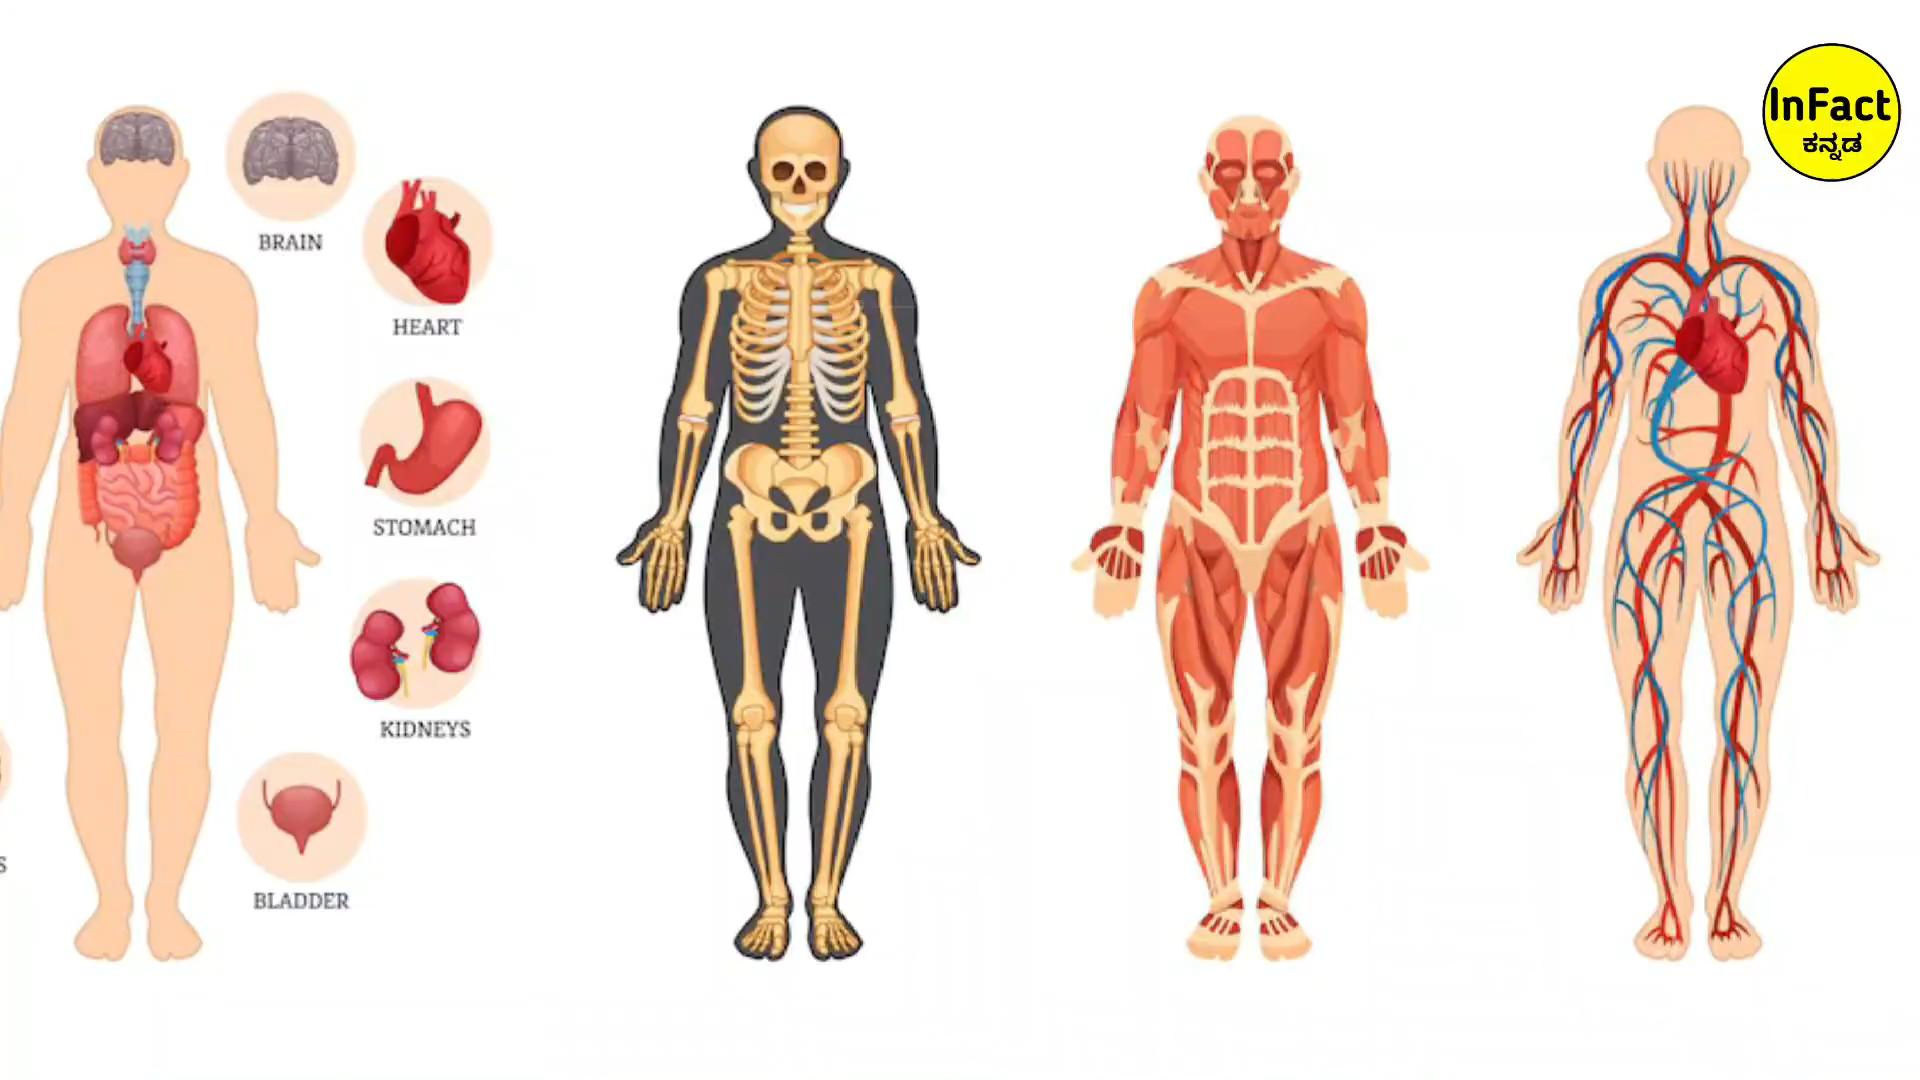 InFact
ಕನ್ನಡ
BRAIN
HEART
STOMACH
KIDNEYS
BLADDER
S